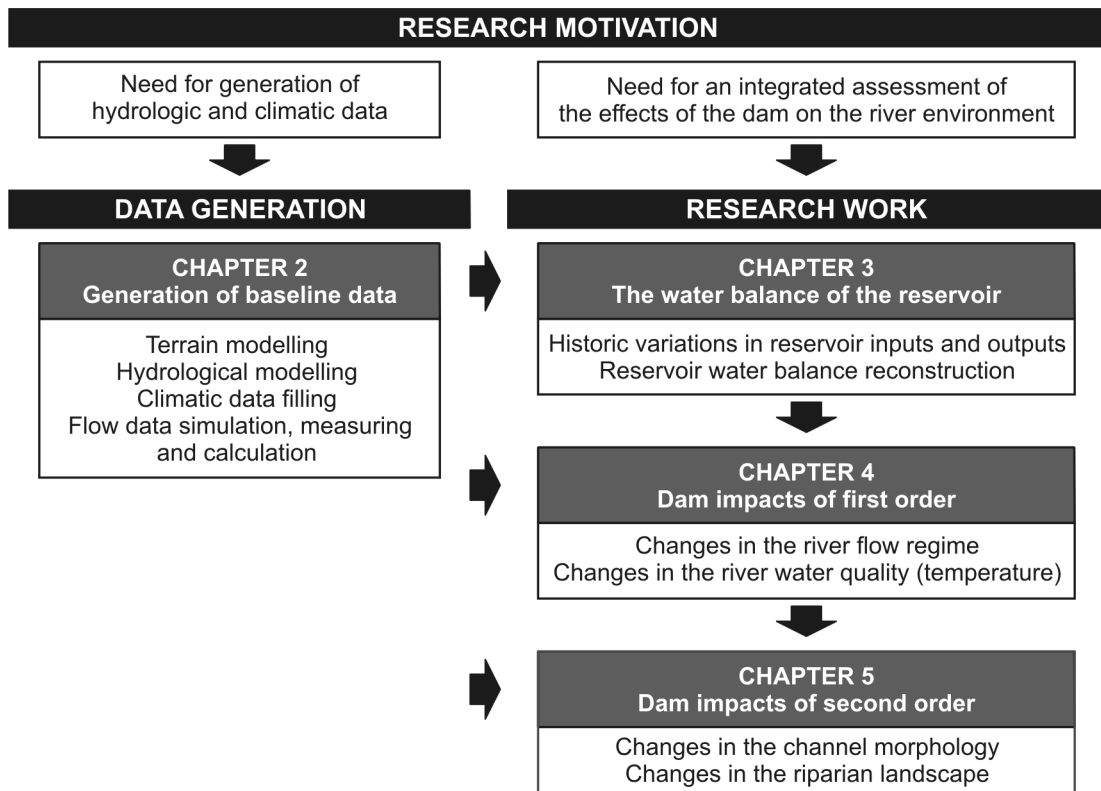 RESEARCH MOTIVATION
Need for generation of
hydrologic and climatic data
Need for an integrated assessment of
the effects of the dam on the river environment
DATA GENERATION
CHAPTER 2
Generation of baseline data
Terrain modelling
Hydrological modelling
Climatic data filling
Flow data simulation, measuring
and calculation
RESEARCH WORK
CHAPTER 3
The water balance of the reservoir
Historic variations in reservoir inputs and outputs
Reservoir water balance reconstruction
CHAPTER 4
Dam impacts of first order
Changes in the river flow regime
Changes in the river water quality (temperature)
CHAPTER 5
Dam impacts of second order
Changes in the channel morphology
Changes in the riparian landscape